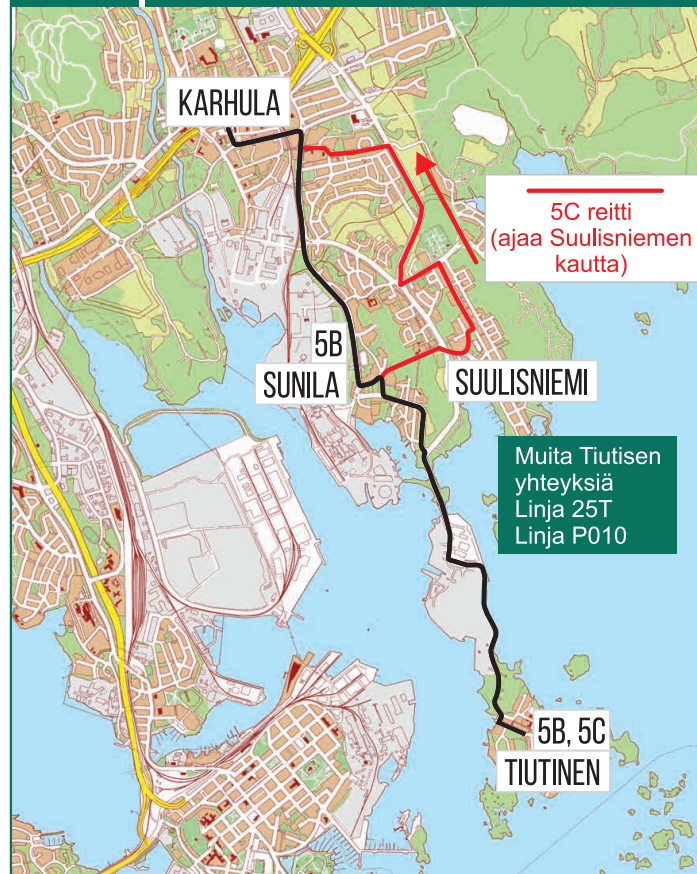 KARHULA
5C reitti
(ajaa Suulisniemen
kautta)
5B
SUNILA
SUULISNIEMI
Muita Tiutisen
yhteyksiä
Linja 25T
Linja P010
5B, 5C
TIUTINEN